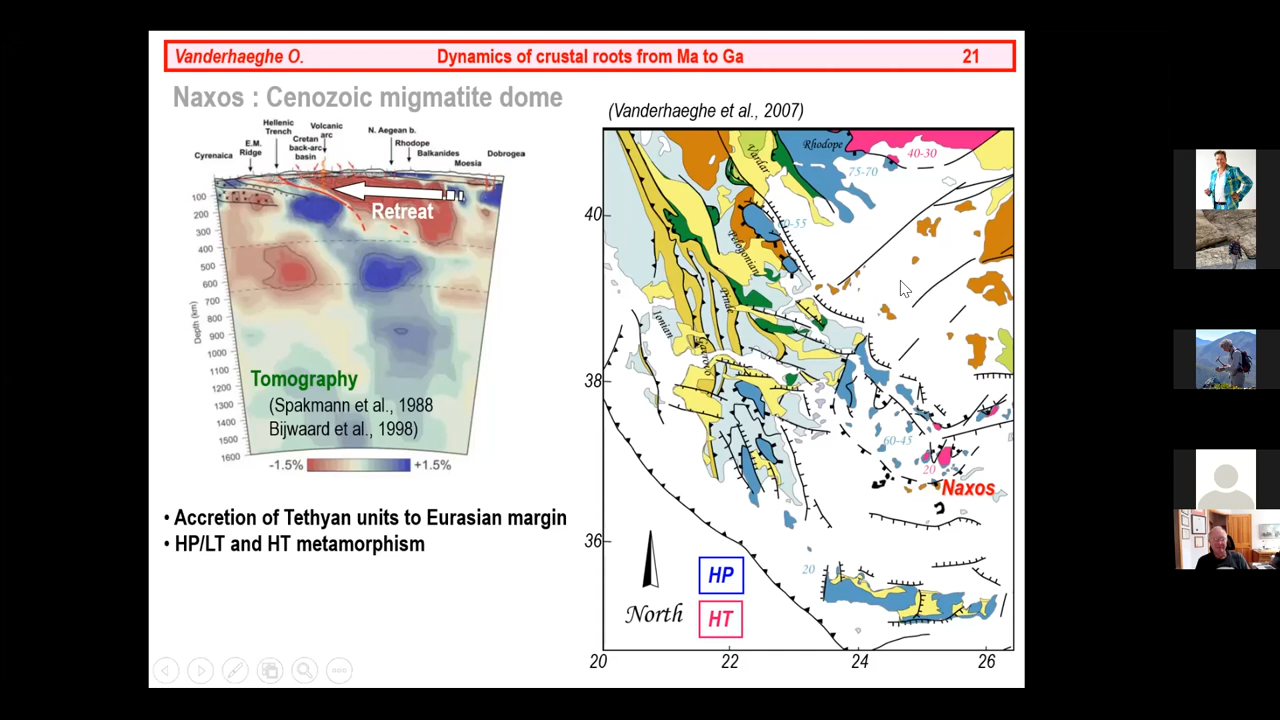 Vanderhaeghe O.
Dynamics of crustal roots from Ma to Ga
21
Naxos : Cenozoic migmatite dome
(Vanderhaeghe et al., 2007)
Cyrenaica
E.M. Ridge
Hellenic Trench
Cretan back-arc basin
Volcanic arc
N. Aegean b.
Rhodope
Balkanides
Moesia
Dobrogea
Retreat
100
200
300
400
500
600
700
800
900
1000
1100
1200
1300
1400
1500
1600
Depth (km)
Tomography
(Spakmann et al., 1988
Bijwaard et al., 1998)
-1.5%
+1.5%
• Accretion of Tethyan units to Eurasian margin
• HP/LT and HT metamorphism
Vardar
Rhodope
40-30
75-70
Pelagonian
Pinde
Ionian
Gavrovo
60-45
20
Naxos
20
HP
HT
North
40
38
36
20
22
24
26